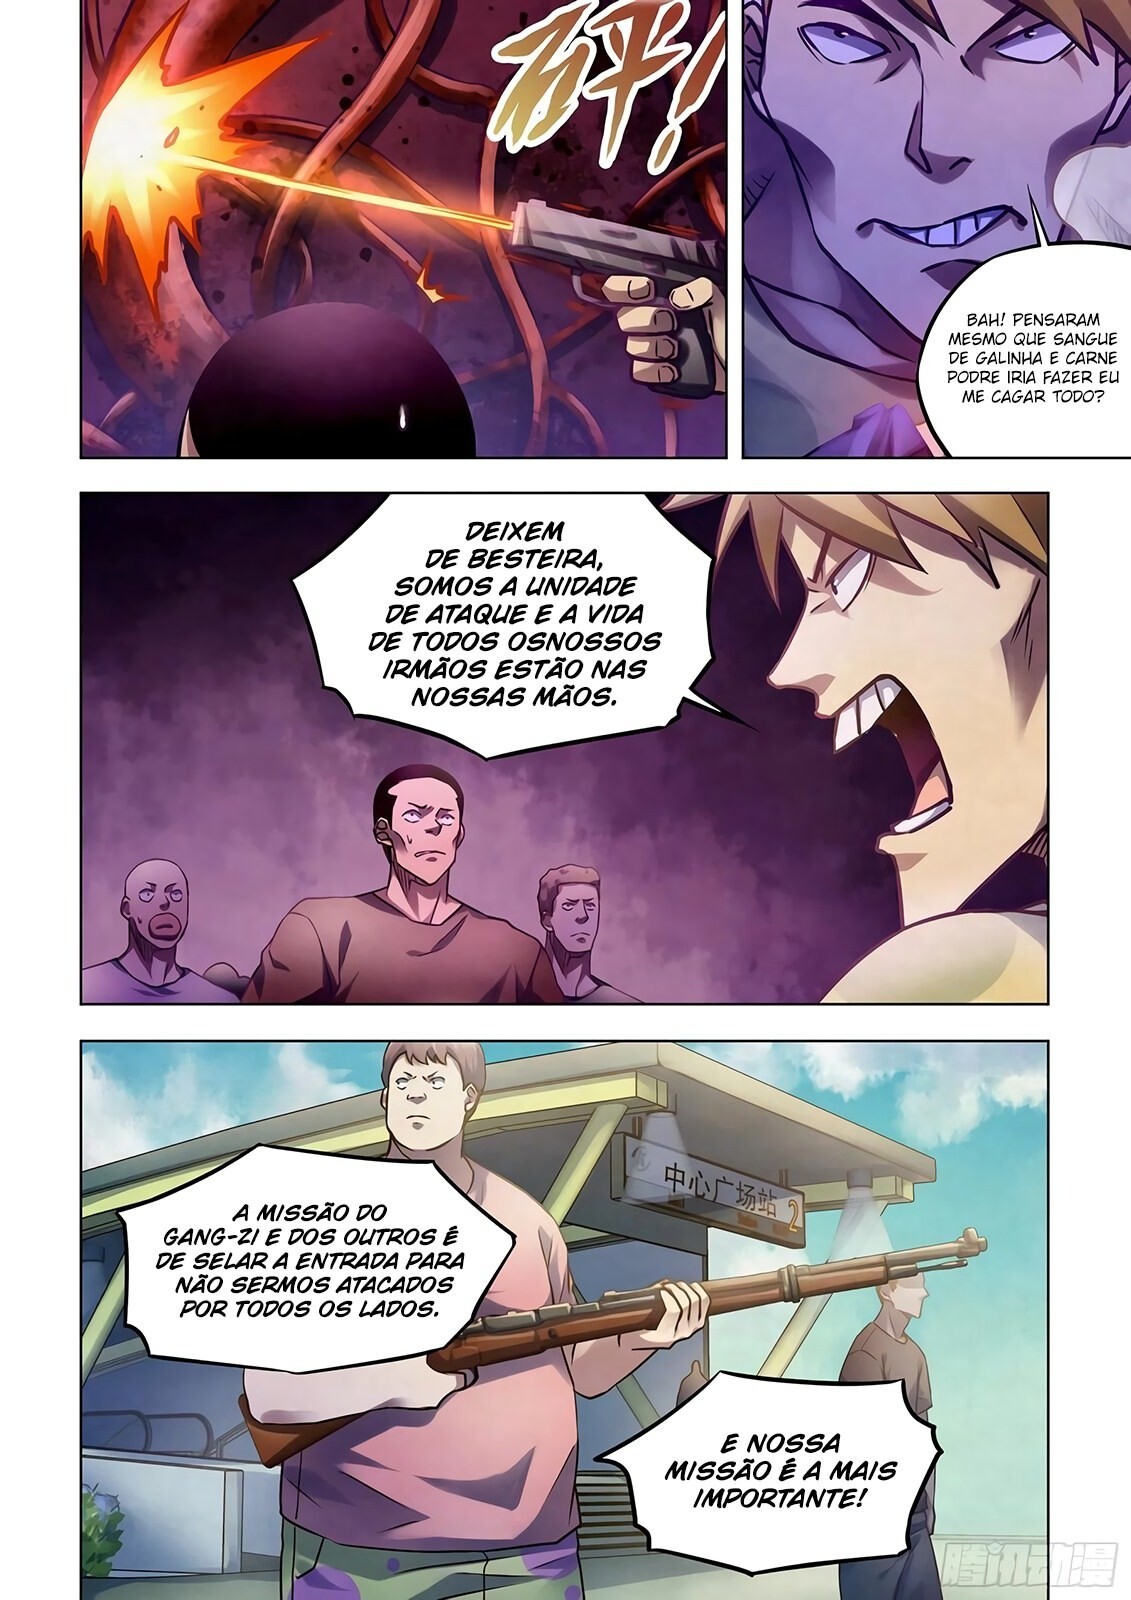 砰!
BAH! PENSARAM
MESMO QUE SANGUE
DE GALINHA E CARNE
PODRE IRIA FAZER EU
ME CAGAR TODO?
DEIXEM
DE BESTEIRA,
SOMOS A UNIDADE
DE ATAQUE E A VIDA
DE TODOS OSNOSSOS
IRMÃOS ESTÃO NAS
NOSSAS MÃOS.
中心广场站 2
A MISSÃO DO
GANG-ZI E DOS OUTROS É
DE SELAR A ENTRADA PARA
NÃO SERMOS ATACADOS
POR TODOS OS LADOS.
E NOSSA
MISSÃO É A MAIS
IMPORTANTE!
腾讯动漫